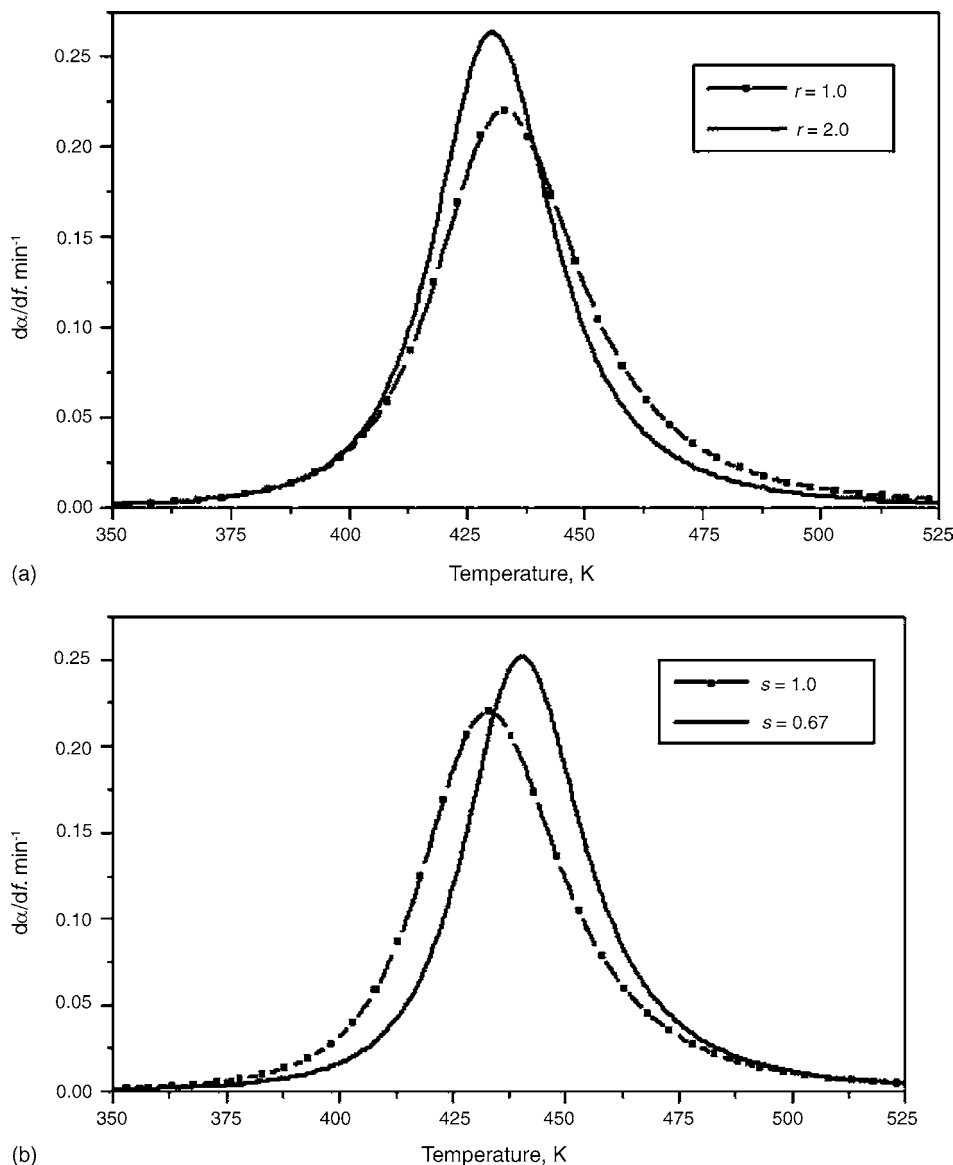 0.25
0.20
0.15
0.10
0.05
0.00
dα/df. min⁻¹
r = 1.0
r = 2.0
350 375 400 425 450 475 500 525
Temperature, K
(a)
0.25
0.20
0.15
0.10
0.05
0.00
dα/df. min⁻¹
s = 1.0
s = 0.67
350 375 400 425 450 475 500 525
Temperature, K
(b)